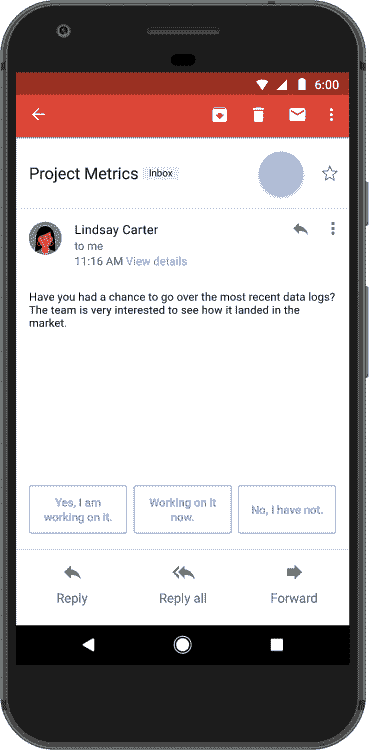 6:00
Project Metrics Inbox
Lindsay Carter
to me
11:16 AM View details
Have you had a chance to go over the most recent data logs?
The team is very interested to see how it landed in the
market.
Yes, I am
working on it.
Working on it
now.
No, I have not.
Reply
Reply all
Forward